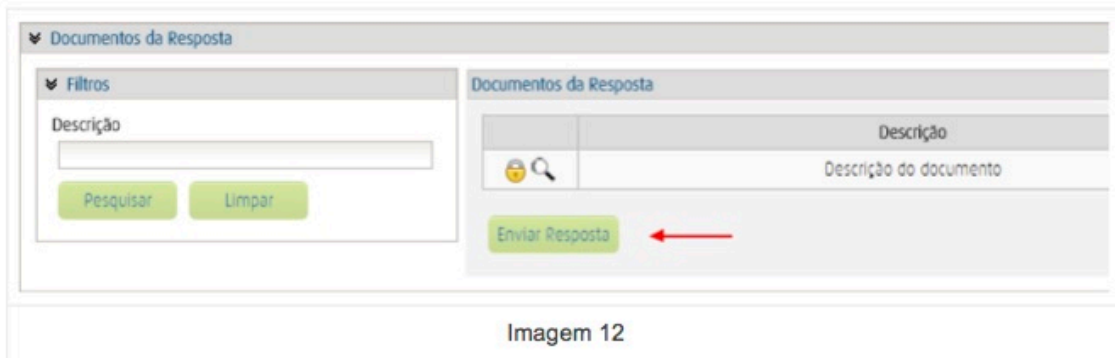 Documentos da Resposta
Filtros
Descrição
Pesquisar Limpar
Documentos da Resposta
Descrição
Descrição do documento
Enviar Resposta
Imagem 12